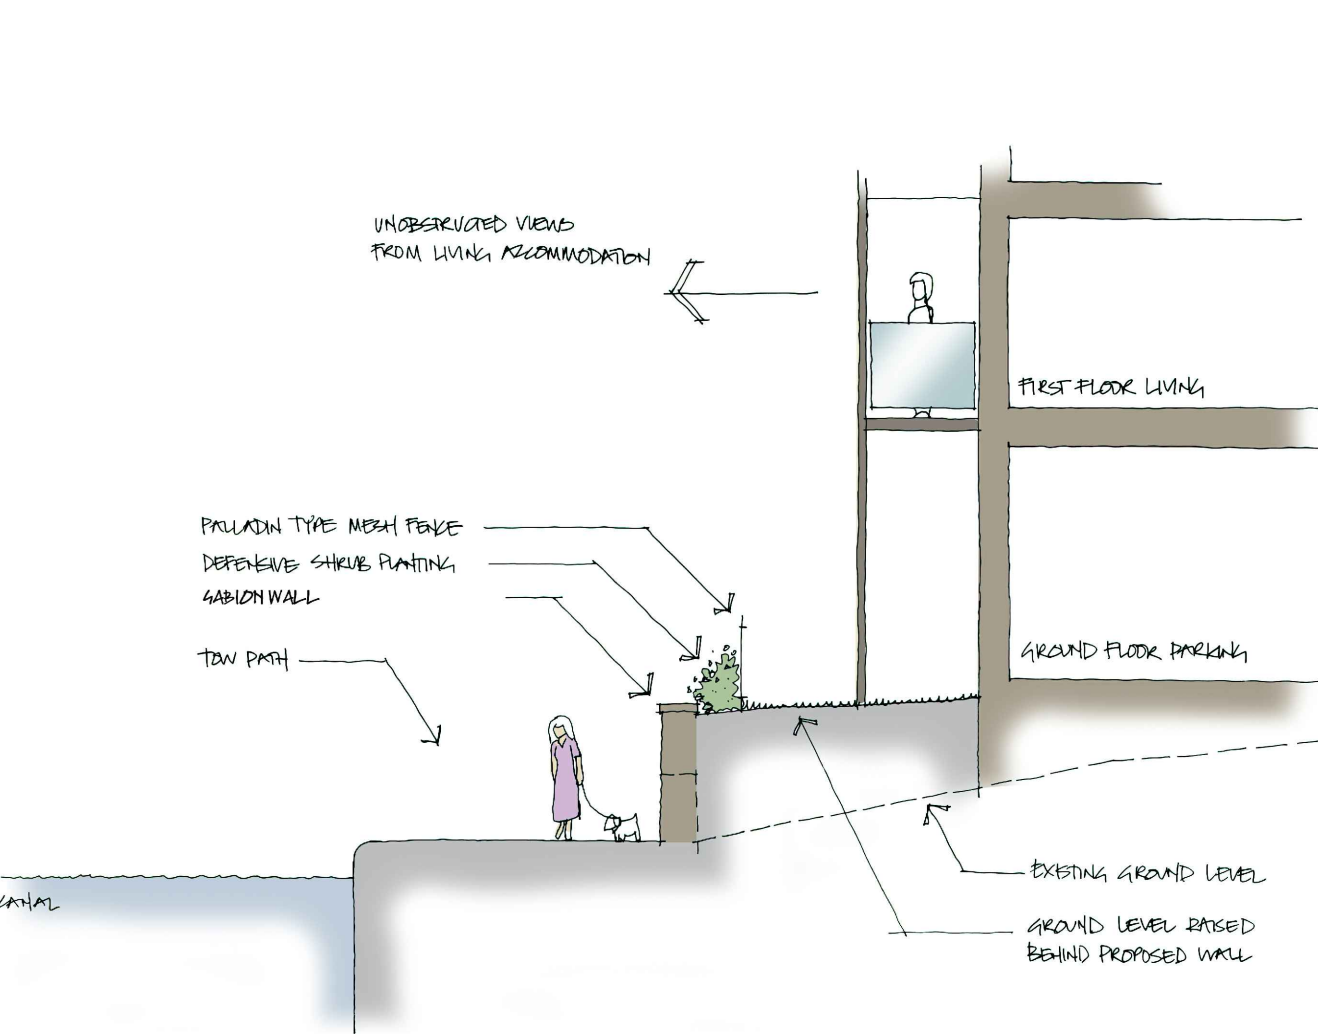 UNOBSTRUCTED VIEWS
FROM LIVING ACCOMMODATION
FIRST FLOOR LIVING
PALLADIN TYPE MESH FENCE
DEFENSIVE SHRUB PLANTING
GABION WALL
TOW PATH
GROUND FLOOR PARKING
CANAL
EXISTING GROUND LEVEL
GROUND LEVEL RAISED
BEHIND PROPOSED WALL